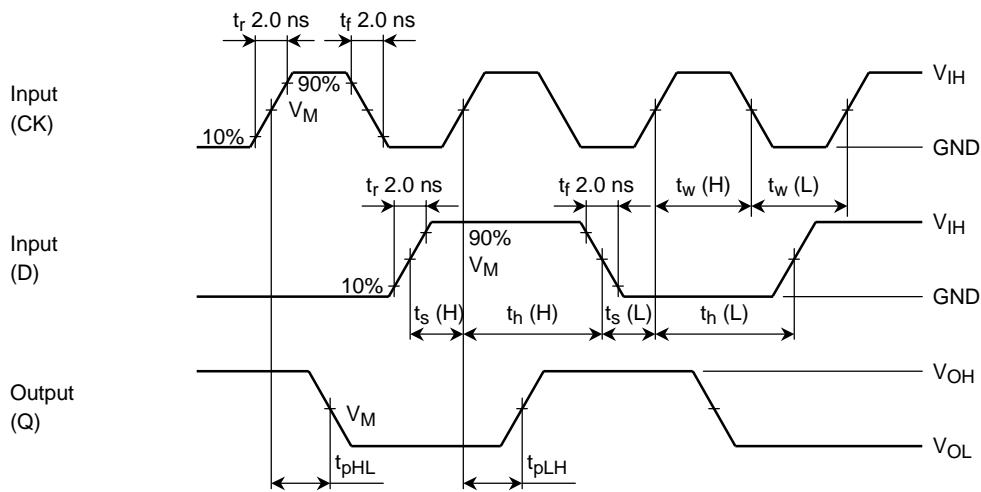 tr 2.0 ns
tf 2.0 ns
Input
(CK)
90%
VM
10%
VIH
GND
tr 2.0 ns
tf 2.0 ns
tw (H)
tw (L)
Input
(D)
90%
VM
10%
VIH
GND
ts (H)
th (H)
ts (L)
th (L)
Output
(Q)
VM
VOH
VOL
tpHL
tpLH